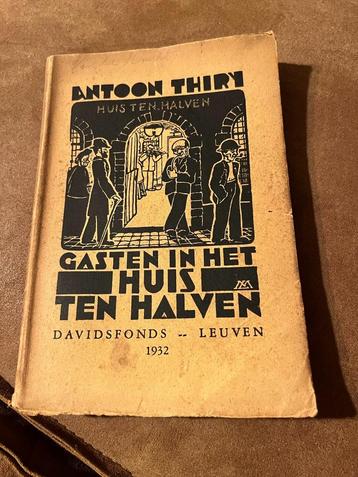 ANTOON THIRY
HUIS TEN HALVEN
GASTEN IN HET
HUIS
TEN HALVEN
DAVIDSFONDS -- LEUVEN
1932